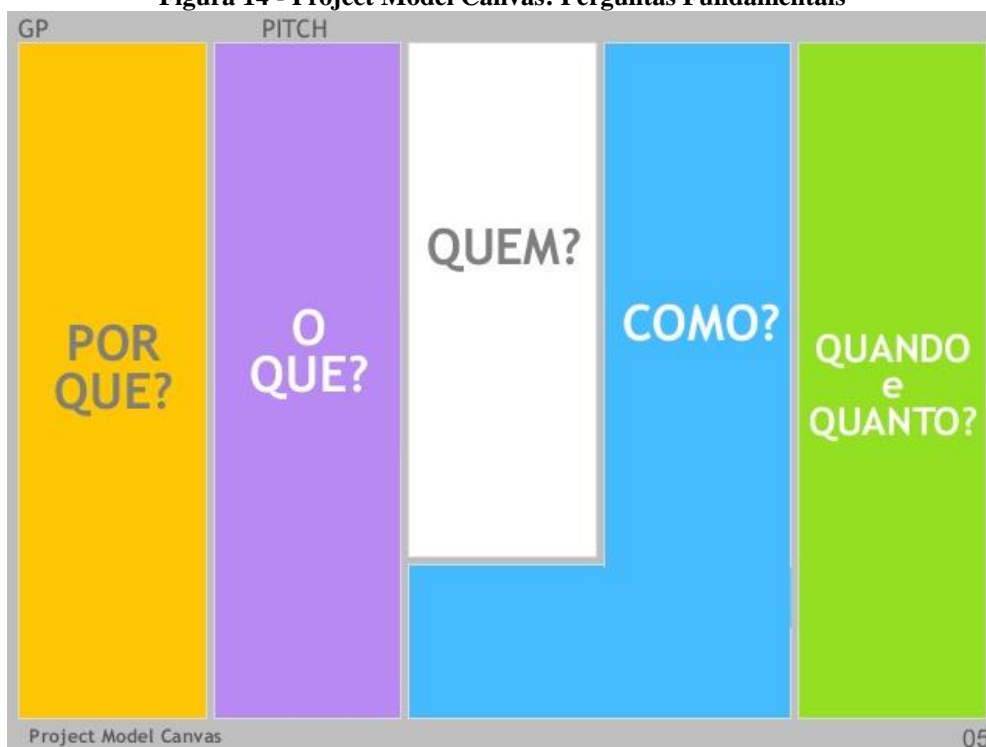 Figura 14 - Project Model Canvas: Perguntas Fundamentais
GP
PITCH
POR
QUE?
O
QUE?
QUEM?
COMO?
QUANDO
e
QUANTO?
Project Model Canvas
05